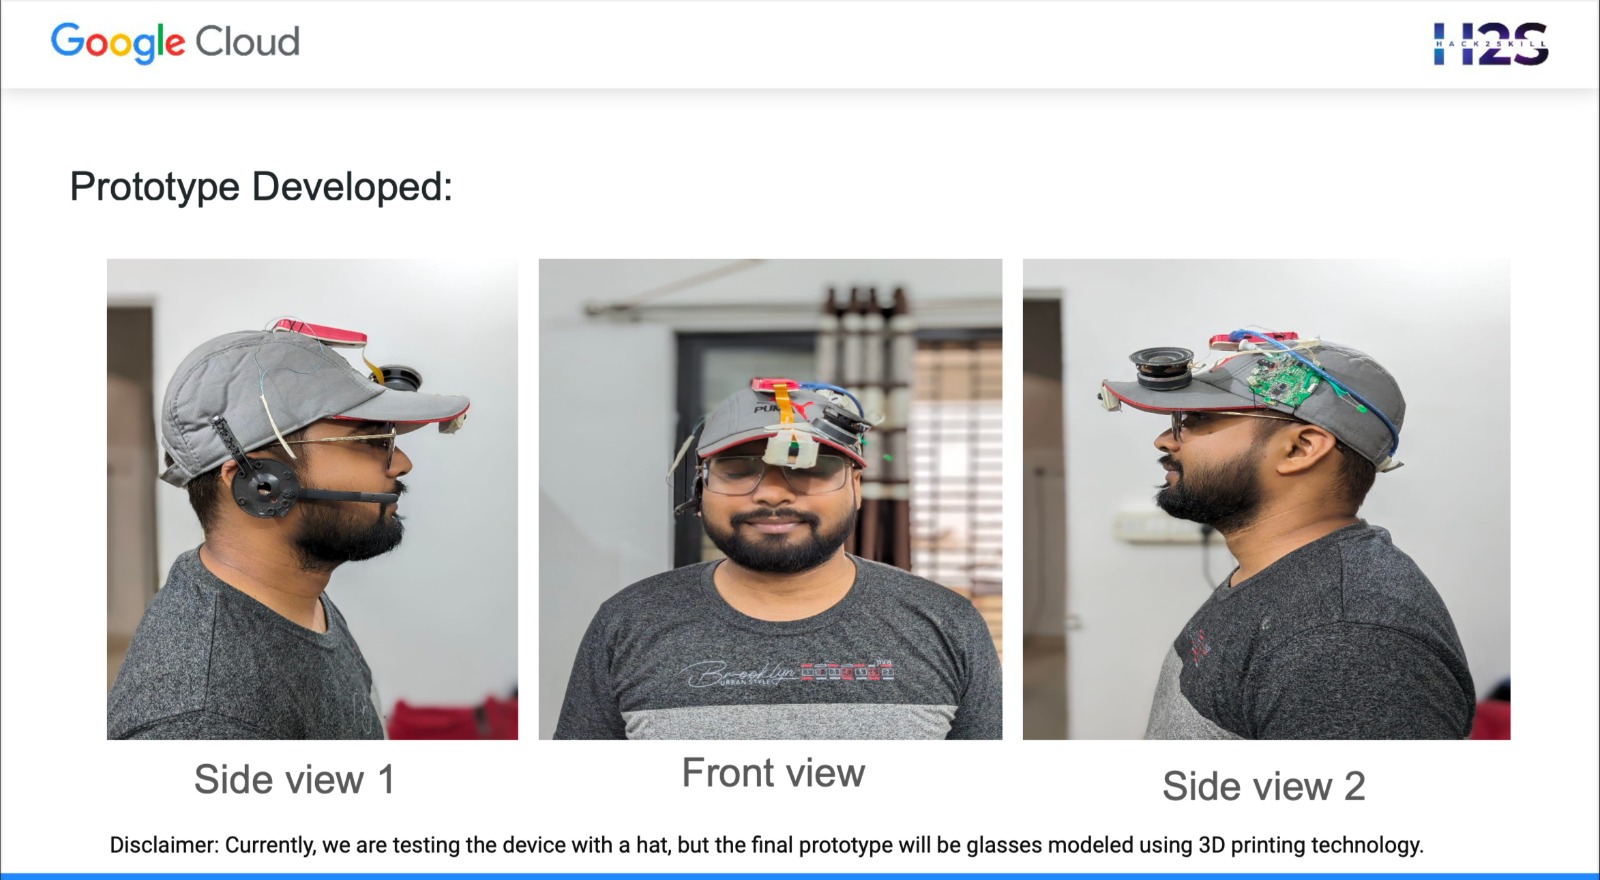 Google Cloud
H2S
HACK2SKILL
Prototype Developed:
PUMA
Brooklyn
URBAN STYLE
Side view 1
Front view
Side view 2
Disclaimer: Currently, we are testing the device with a hat, but the final prototype will be glasses modeled using 3D printing technology.